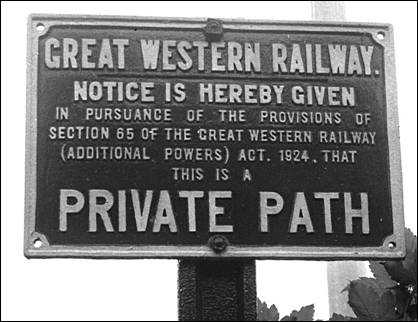 GREAT WESTERN RAILWAY.
NOTICE IS HEREBY GIVEN
IN PURSUANCE OF THE PROVISIONS OF
SECTION 65 OF THE GREAT WESTERN RAILWAY
(ADDITIONAL POWERS) ACT. 1924, THAT
THIS IS A
PRIVATE PATH